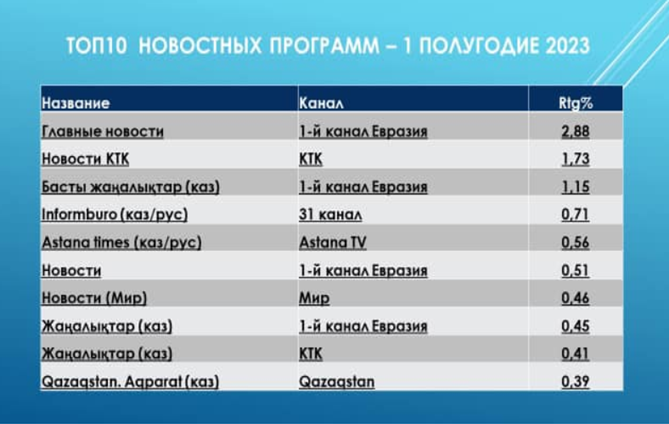 ТОП10 НОВОСТНЫХ ПРОГРАММ – 1 ПОЛУГОДИЕ 2023
Название Канал Rtg%
Главные новости 1-й канал Евразия 2,88
Новости КТК КТК 1,73
Басты жаңалықтар (каз) 1-й канал Евразия 1,15
Informburo (каз/рус) 31 канал 0,71
Astana times (каз/рус) Astana TV 0,56
Новости 1-й канал Евразия 0,51
Новости (Мир) Мир 0,46
Жаңалықтар (каз) 1-й канал Евразия 0,45
Жаңалықтар (каз) КТК 0,41
Qazaqstan. Aqparat (каз) Qazaqstan 0,39